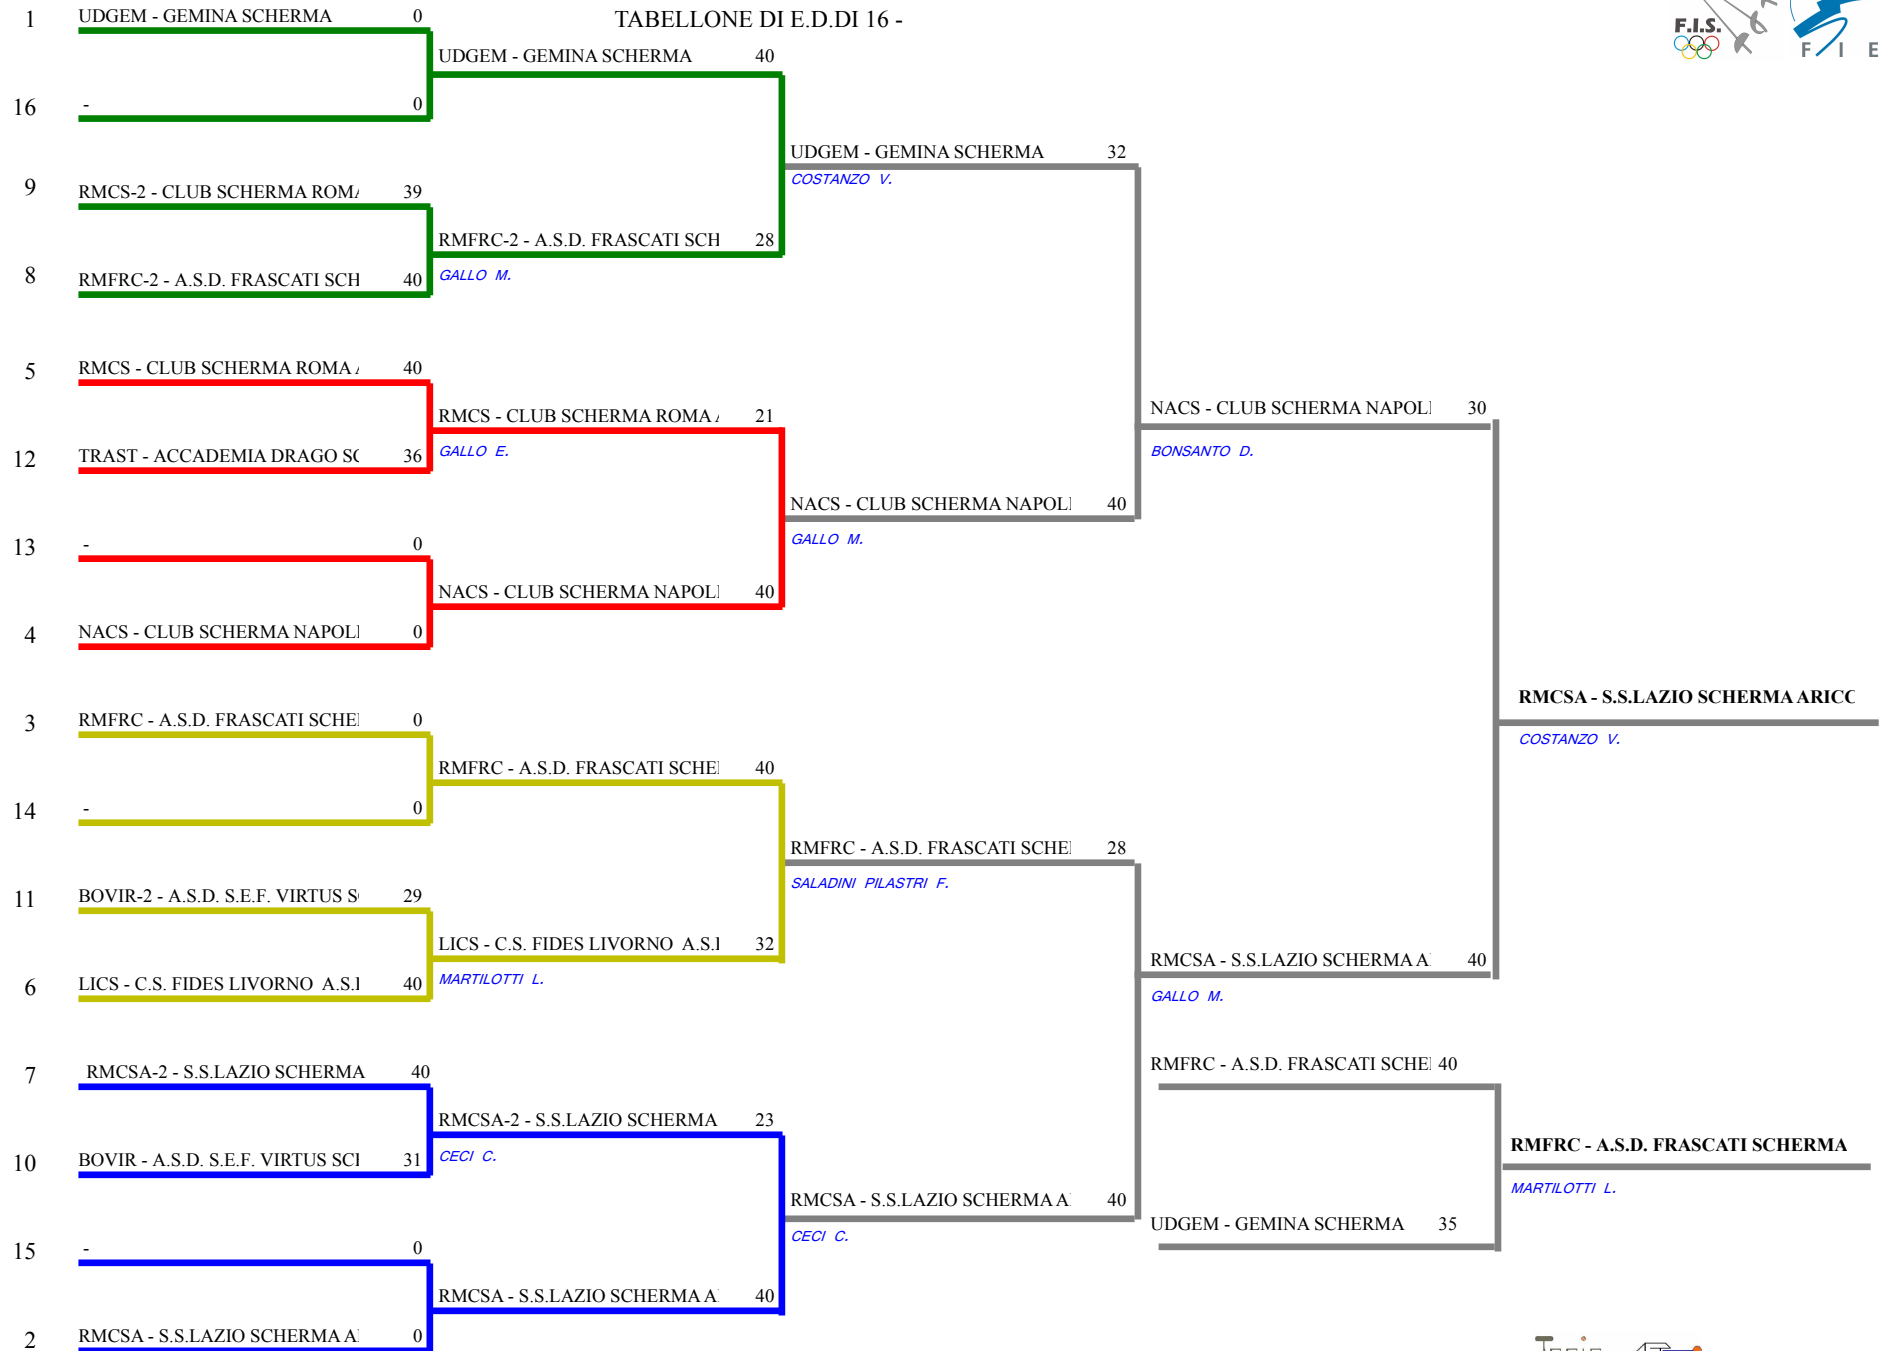 TABELLONE DI E.D.DI 16 -
F.I.S.
F I E
1 UDGEM - GEMINA SCHERMA 0
UDGEM - GEMINA SCHERMA 40
16 - 0
UDGEM - GEMINA SCHERMA 32
COSTANZO V.
9 RMCS-2 - CLUB SCHERMA ROMA 39
RMFRC-2 - A.S.D. FRASCATI SCH 28
GALLO M.
8 RMFRC-2 - A.S.D. FRASCATI SCH 40
5 RMCS - CLUB SCHERMA ROMA 40
RMCS - CLUB SCHERMA ROMA 21
GALLO E.
NACS - CLUB SCHERMA NAPOLI 30
BONSANTO D.
12 TRAST - ACCADEMIA DRAGO SC 36
NACS - CLUB SCHERMA NAPOLI 40
GALLO M.
13 - 0
NACS - CLUB SCHERMA NAPOLI 40
4 NACS - CLUB SCHERMA NAPOLI 0
RMCSA - S.S.LAZIO SCHERMA ARICC
COSTANZO V.
3 RMFRC - A.S.D. FRASCATI SCHE 0
RMFRC - A.S.D. FRASCATI SCHE 40
14 - 0
RMFRC - A.S.D. FRASCATI SCHE 28
SALADINI PILASTRI F.
11 BOVIR-2 - A.S.D. S.E.F. VIRTUS S 29
LICS - C.S. FIDES LIVORNO A.S. 32
MARTILOTTI L.
RMCSA - S.S.LAZIO SCHERMA A 40
GALLO M.
6 LICS - C.S. FIDES LIVORNO A.S. 40
RMFRC - A.S.D. FRASCATI SCHE 40
7 RMCSA-2 - S.S.LAZIO SCHERMA 40
RMCSA-2 - S.S.LAZIO SCHERMA 23
CECI C.
RMFRC - A.S.D. FRASCATI SCHERMA
MARTILOTTI L.
10 BOVIR - A.S.D. S.E.F. VIRTUS SC 31
RMCSA - S.S.LAZIO SCHERMA A 40
CECI C.
UDGEM - GEMINA SCHERMA 35
15 - 0
RMCSA - S.S.LAZIO SCHERMA A 40
2 RMCSA - S.S.LAZIO SCHERMA A 0